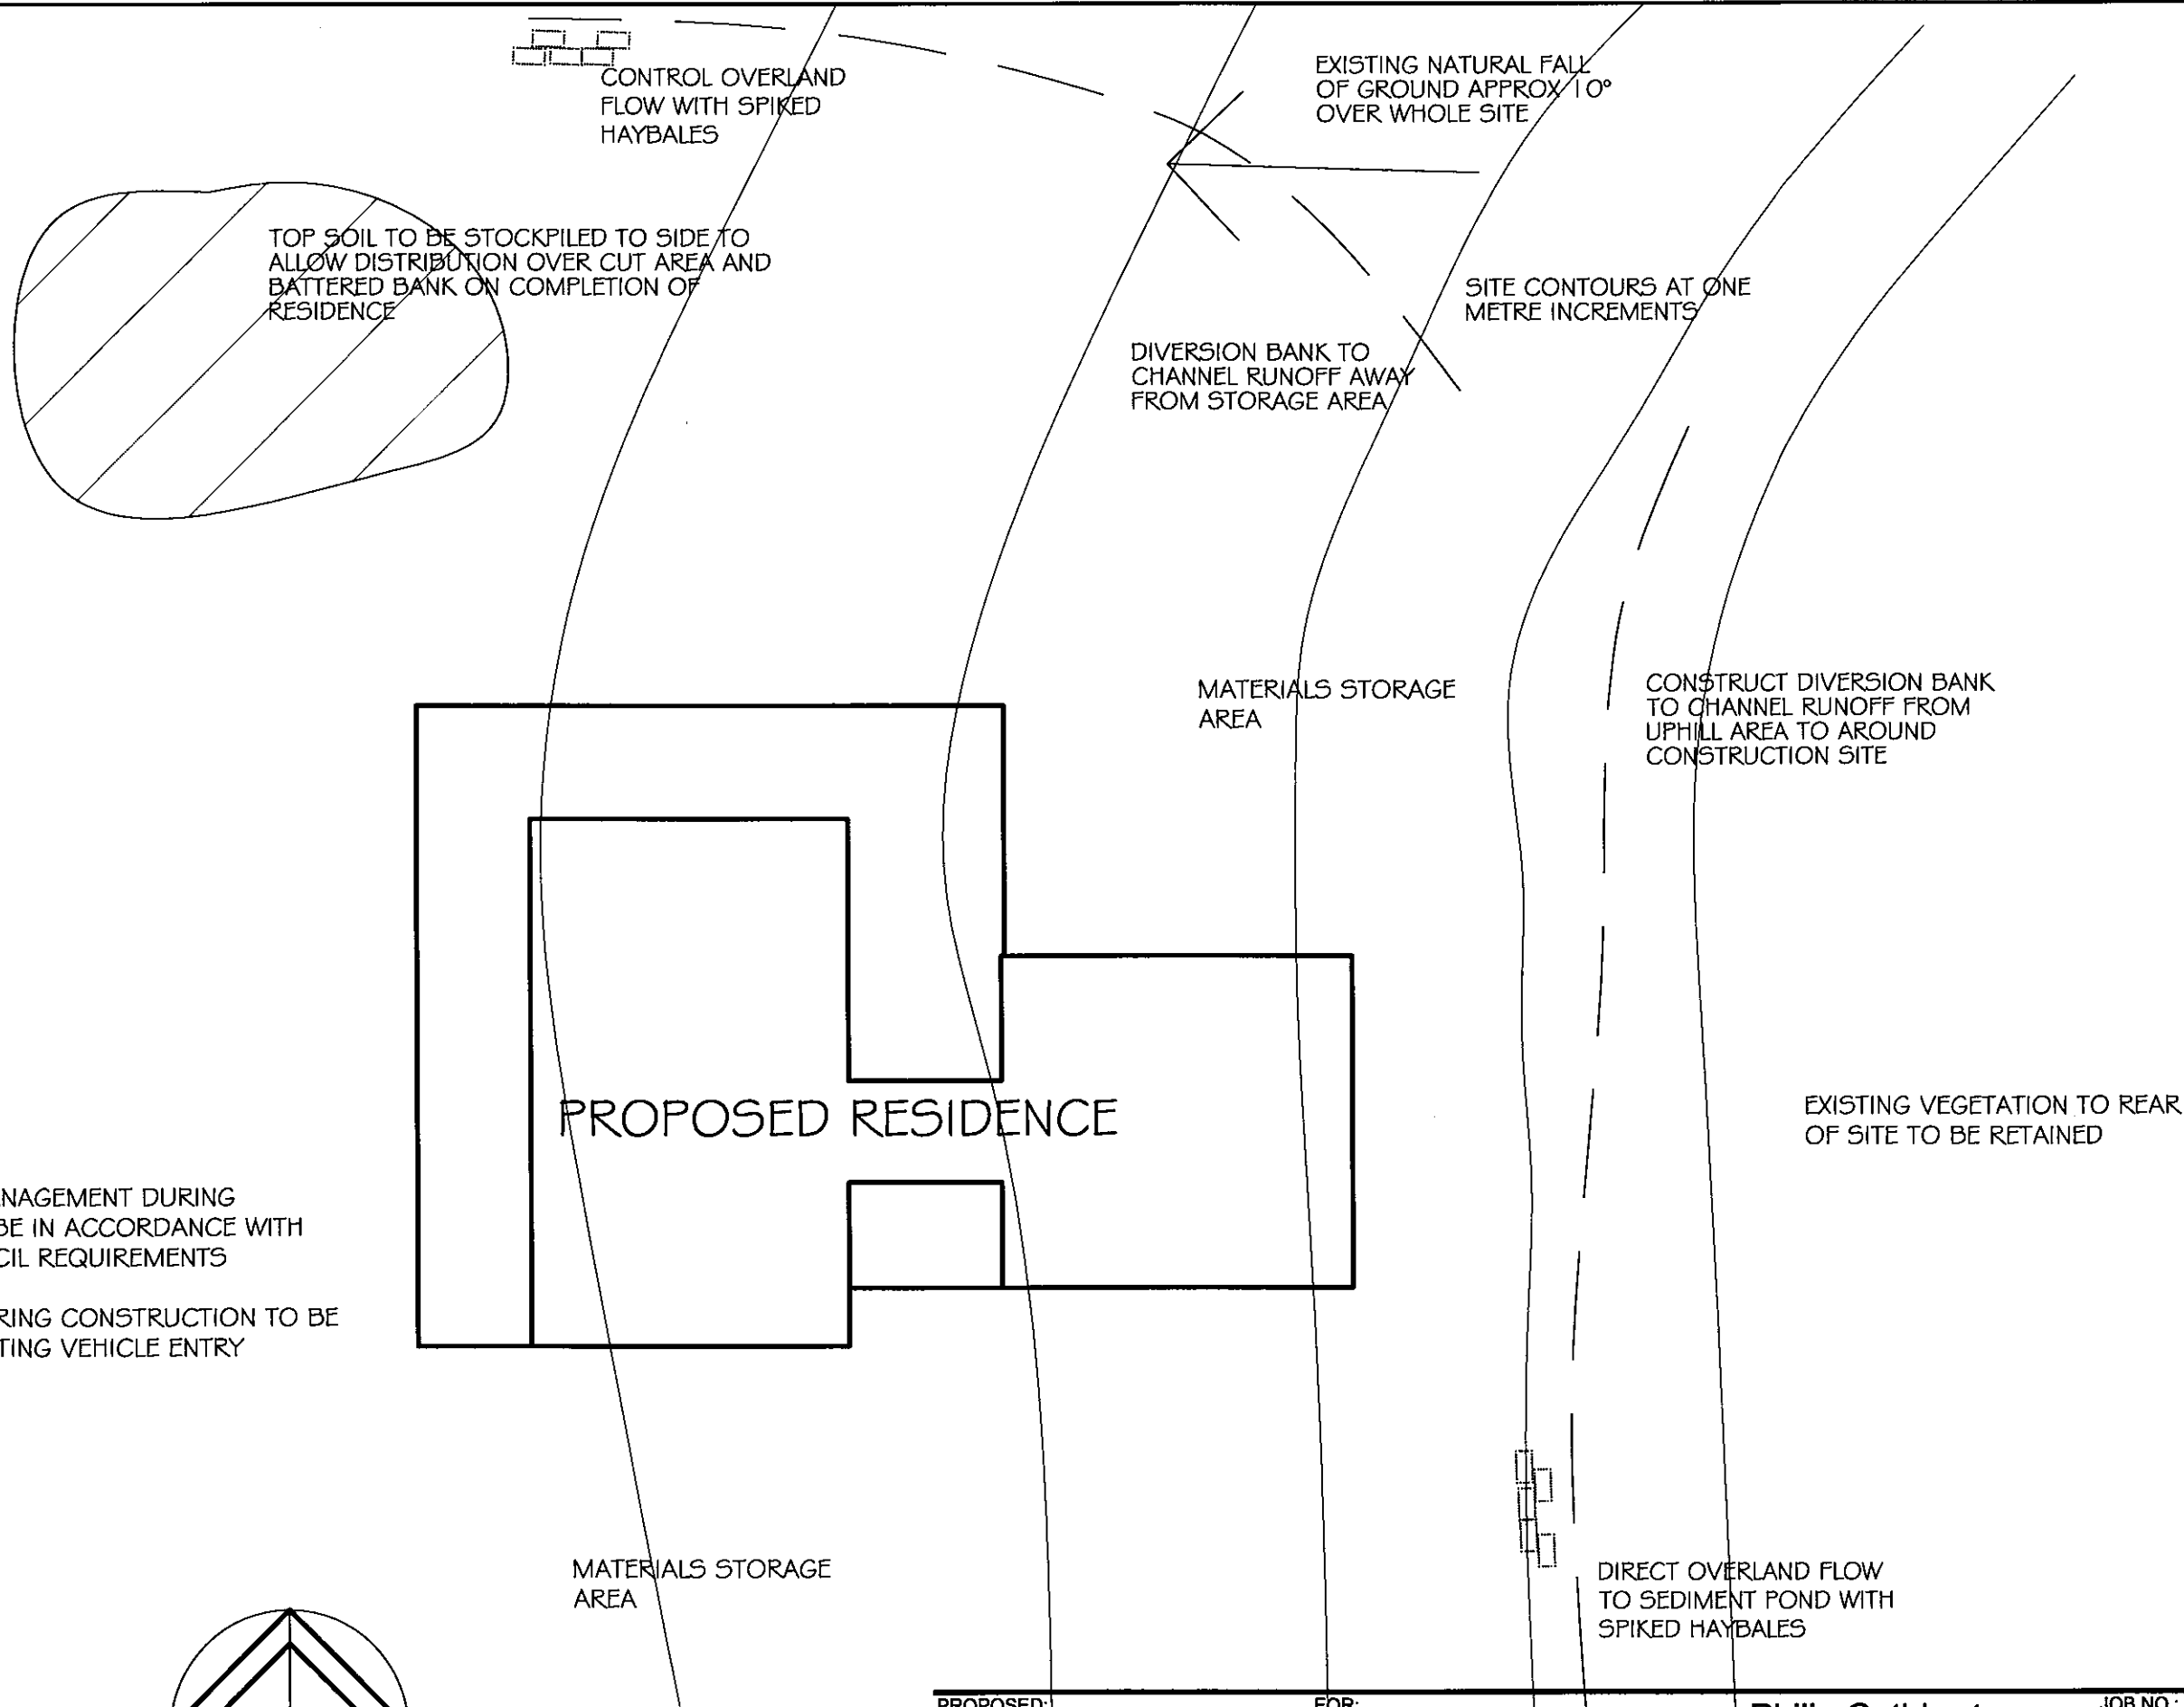 CONTROL OVERLAND
FLOW WITH SPIKED
HAYBALES
EXISTING NATURAL FALL
OF GROUND APPROX 10°
OVER WHOLE SITE
TOP SOIL TO BE STOCKPILED TO SIDE TO
ALLOW DISTRIBUTION OVER CUT AREA AND
BATTERED BANK ON COMPLETION OF
RESIDENCE
SITE CONTOURS AT ONE
METRE INCREMENTS
DIVERSION BANK TO
CHANNEL RUNOFF AWAY
FROM STORAGE AREA
MATERIALS STORAGE
AREA
CONSTRUCT DIVERSION BANK
TO CHANNEL RUNOFF FROM
UPHILL AREA TO AROUND
CONSTRUCTION SITE
PROPOSED RESIDENCE
EXISTING VEGETATION TO REAR
OF SITE TO BE RETAINED
NAGEMENT DURING
BE IN ACCORDANCE WITH
CIL REQUIREMENTS
RING CONSTRUCTION TO BE
TING VEHICLE ENTRY
MATERIALS STORAGE
AREA
DIRECT OVERLAND FLOW
TO SEDIMENT POND WITH
SPIKED HAYBALES
PROPOSED:
FOR:
JOB NO.: